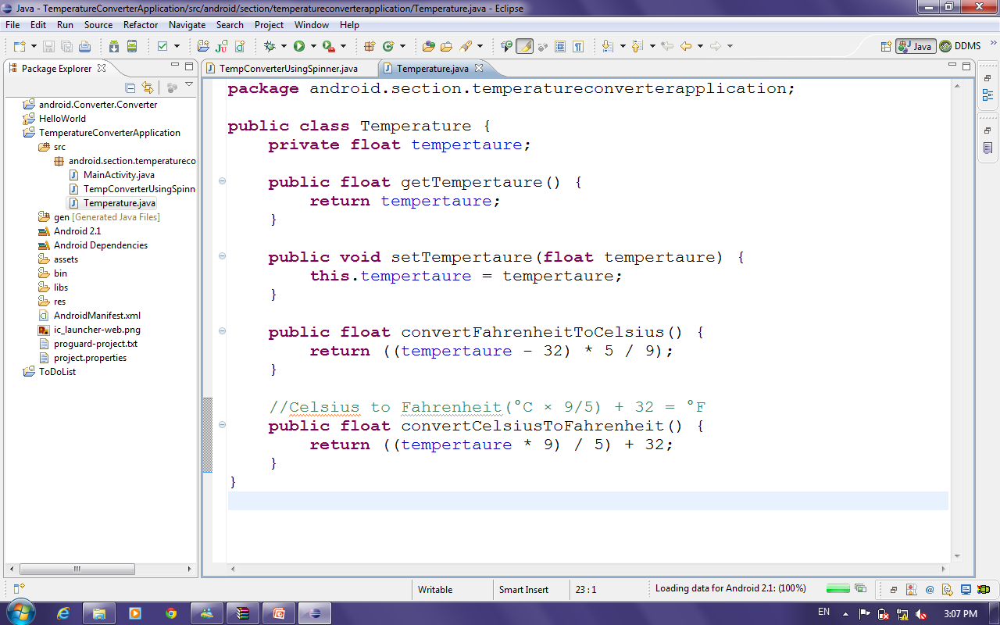 Java - TemperatureConverterApplication/src/android/section/temperatureconverterapplication/Temperature.java - Eclipse
File Edit Run Source Refactor Navigate Search Project Window Help
Java DDMS »
Package Explorer
TempConverterUsingSpinner.java
Temperature.java
android.Converter.Converter
HelloWorld
TemperatureConverterApplication
src
android.section.temperatureco
MainActivity.java
TempConverterUsingSpinn
Temperature.java
gen [Generated Java Files]
Android 2.1
Android Dependencies
assets
bin
libs
res
AndroidManifest.xml
ic_launcher-web.png
proguard-project.txt
project.properties
ToDoList
package android.section.temperatureconverterapplication;
public class Temperature {
private float tempertaure;
public float getTempertaure() {
return tempertaure;
}
public void setTempertaure(float tempertaure) {
this.tempertaure = tempertaure;
}
public float convertFahrenheitToCelsius() {
return ((tempertaure - 32) * 5 / 9);
}
//Celsius to Fahrenheit(°C × 9/5) + 32 = °F
public float convertCelsiusToFahrenheit() {
return ((tempertaure * 9) / 5) + 32;
}
}
Writable Smart Insert 23 : 1 Loading data for Android 2.1: (100%)
EN 3:07 PM